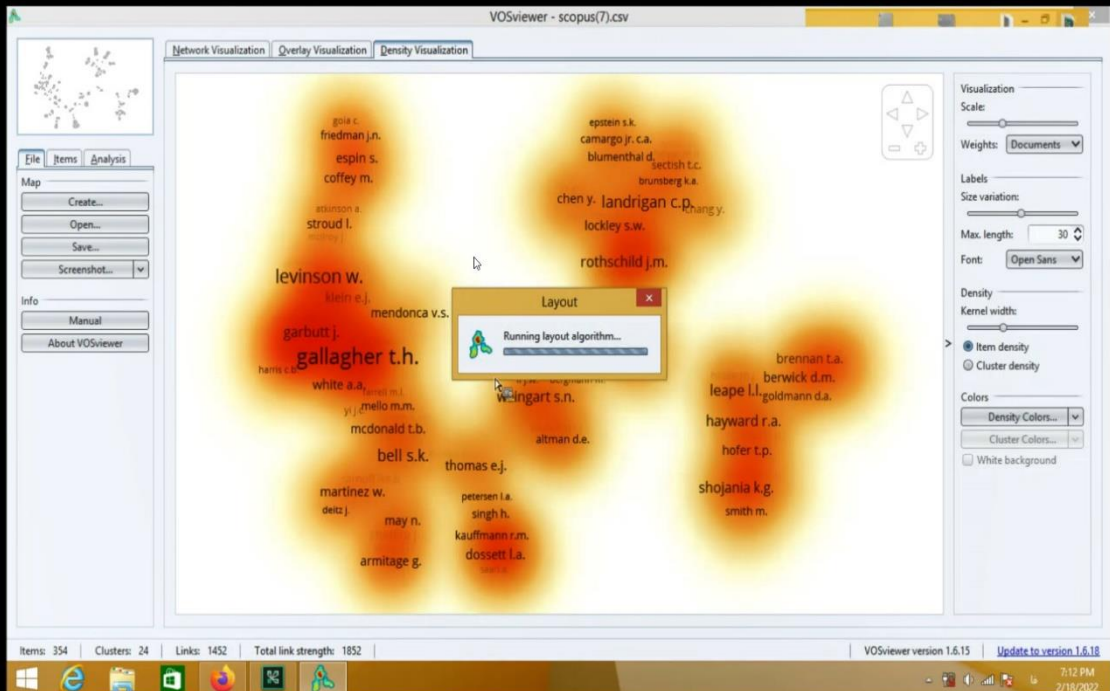 VOSviewer - scopus(7).csv
Network Visualization
Overlay Visualization
Density Visualization
File
Items
Analysis
Map
Create...
Open...
Save...
Screenshot...
Info
Manual
About VOSviewer
goia c.
friedman j.n.
espin s.
coffey m.
atkinson a.
stroud l.
levinson w.
klein e.j.
mendonca v.s.
garbutt j.
gallagher t.h.
harris c.b.
white a.a.
farrell m.l.
yi j.c.
mello m.m.
mcdonald t.b.
bell s.k.
thomas e.j.
martinez w.
deitz j.
may n.
armitage g.
petersen l.a.
singh h.
kauffmann r.m.
dossett l.a.
epstein s.k.
camargo jr. c.a.
blumenthal d.
sectish t.c.
brunsberg k.a.
chen y.
landrigan c.p.
chang y.
lockley s.w.
rothschild j.m.
Layout
Running layout algorithm...
weingart s.n.
altman d.e.
brennan t.a.
berwick d.m.
leape l.l.
goldmann d.a.
hayward r.a.
hofer t.p.
shojania k.g.
smith m.
Visualization
Scale:
Weights:
Documents
Labels
Size variation:
Max. length:
30
Font:
Open Sans
Density
Kernel width:
Item density
Cluster density
Colors
Density Colors...
Cluster Colors...
White background
Items: 354
Clusters: 24
Links: 1452
Total link strength: 1852
VOSviewer version 1.6.15
Update to version 1.6.18
7:12 PM
2/18/2022